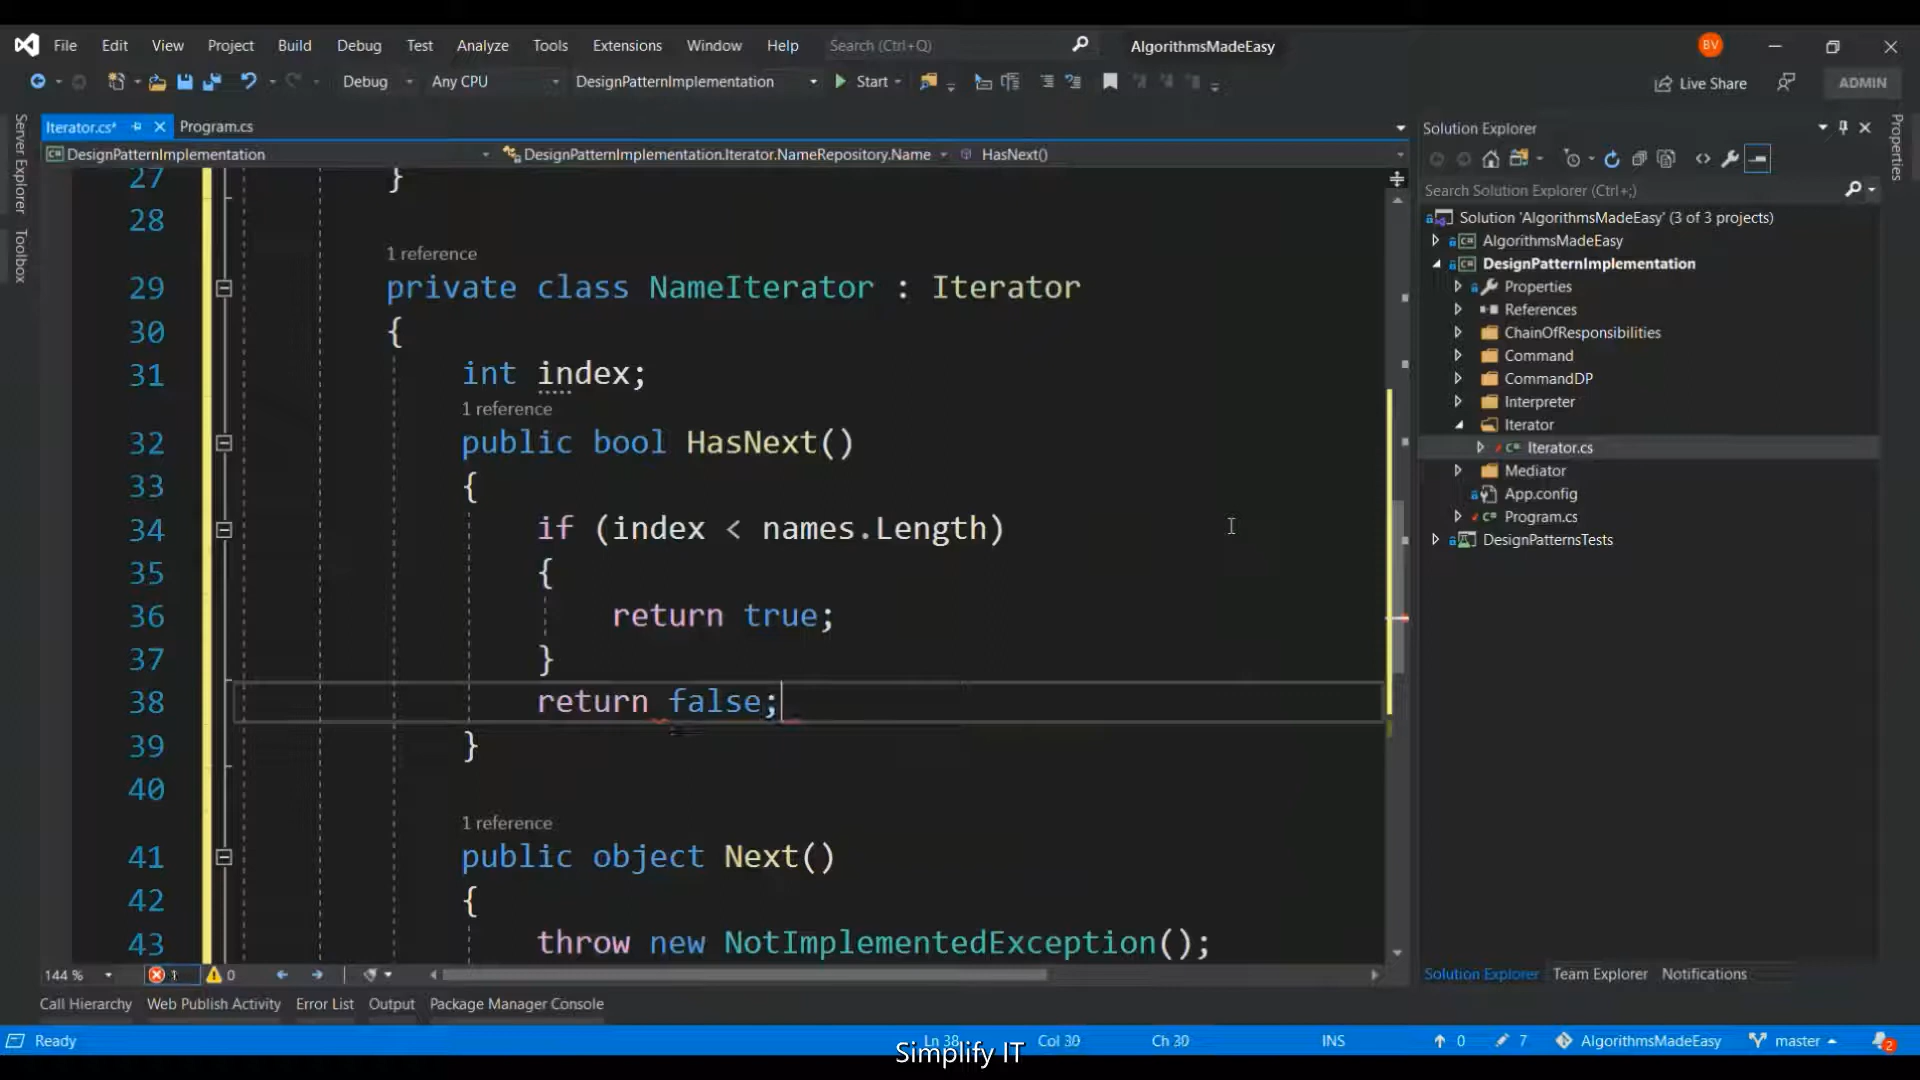 File Edit View Project Build Debug Test Analyze Tools Extensions Window Help Search (Ctrl+Q) AlgorithmsMadeEasy BV
Debug Any CPU DesignPatternImplementation Start Live Share ADMIN
Server Explorer
Toolbox
Iterator.cs* Program.cs
DesignPatternImplementation DesignPatternImplementation.Iterator.NameRepository.Name HasNext()
27 }
28
1 reference
29 private class NameIterator : Iterator
30 {
31 int index;
1 reference
32 public bool HasNext()
33 {
34 if (index < names.Length)
35 {
36 return true;
37 }
38 return false;
39 }
40
1 reference
41 public object Next()
42 {
43 throw new NotImplementedException();
144 % 1 0
Call Hierarchy Web Publish Activity Error List Output Package Manager Console
Solution Explorer
Search Solution Explorer (Ctrl+;)
Solution 'AlgorithmsMadeEasy' (3 of 3 projects)
AlgorithmsMadeEasy
DesignPatternImplementation
Properties
References
ChainOfResponsibilities
Command
CommandDP
Interpreter
Iterator
Iterator.cs
Mediator
App.config
Program.cs
DesignPatternsTests
Solution Explorer Team Explorer Notifications
Properties
Ready Ln 38 Col 30 Ch 30 INS 0 7 AlgorithmsMadeEasy master 2
Simplify IT